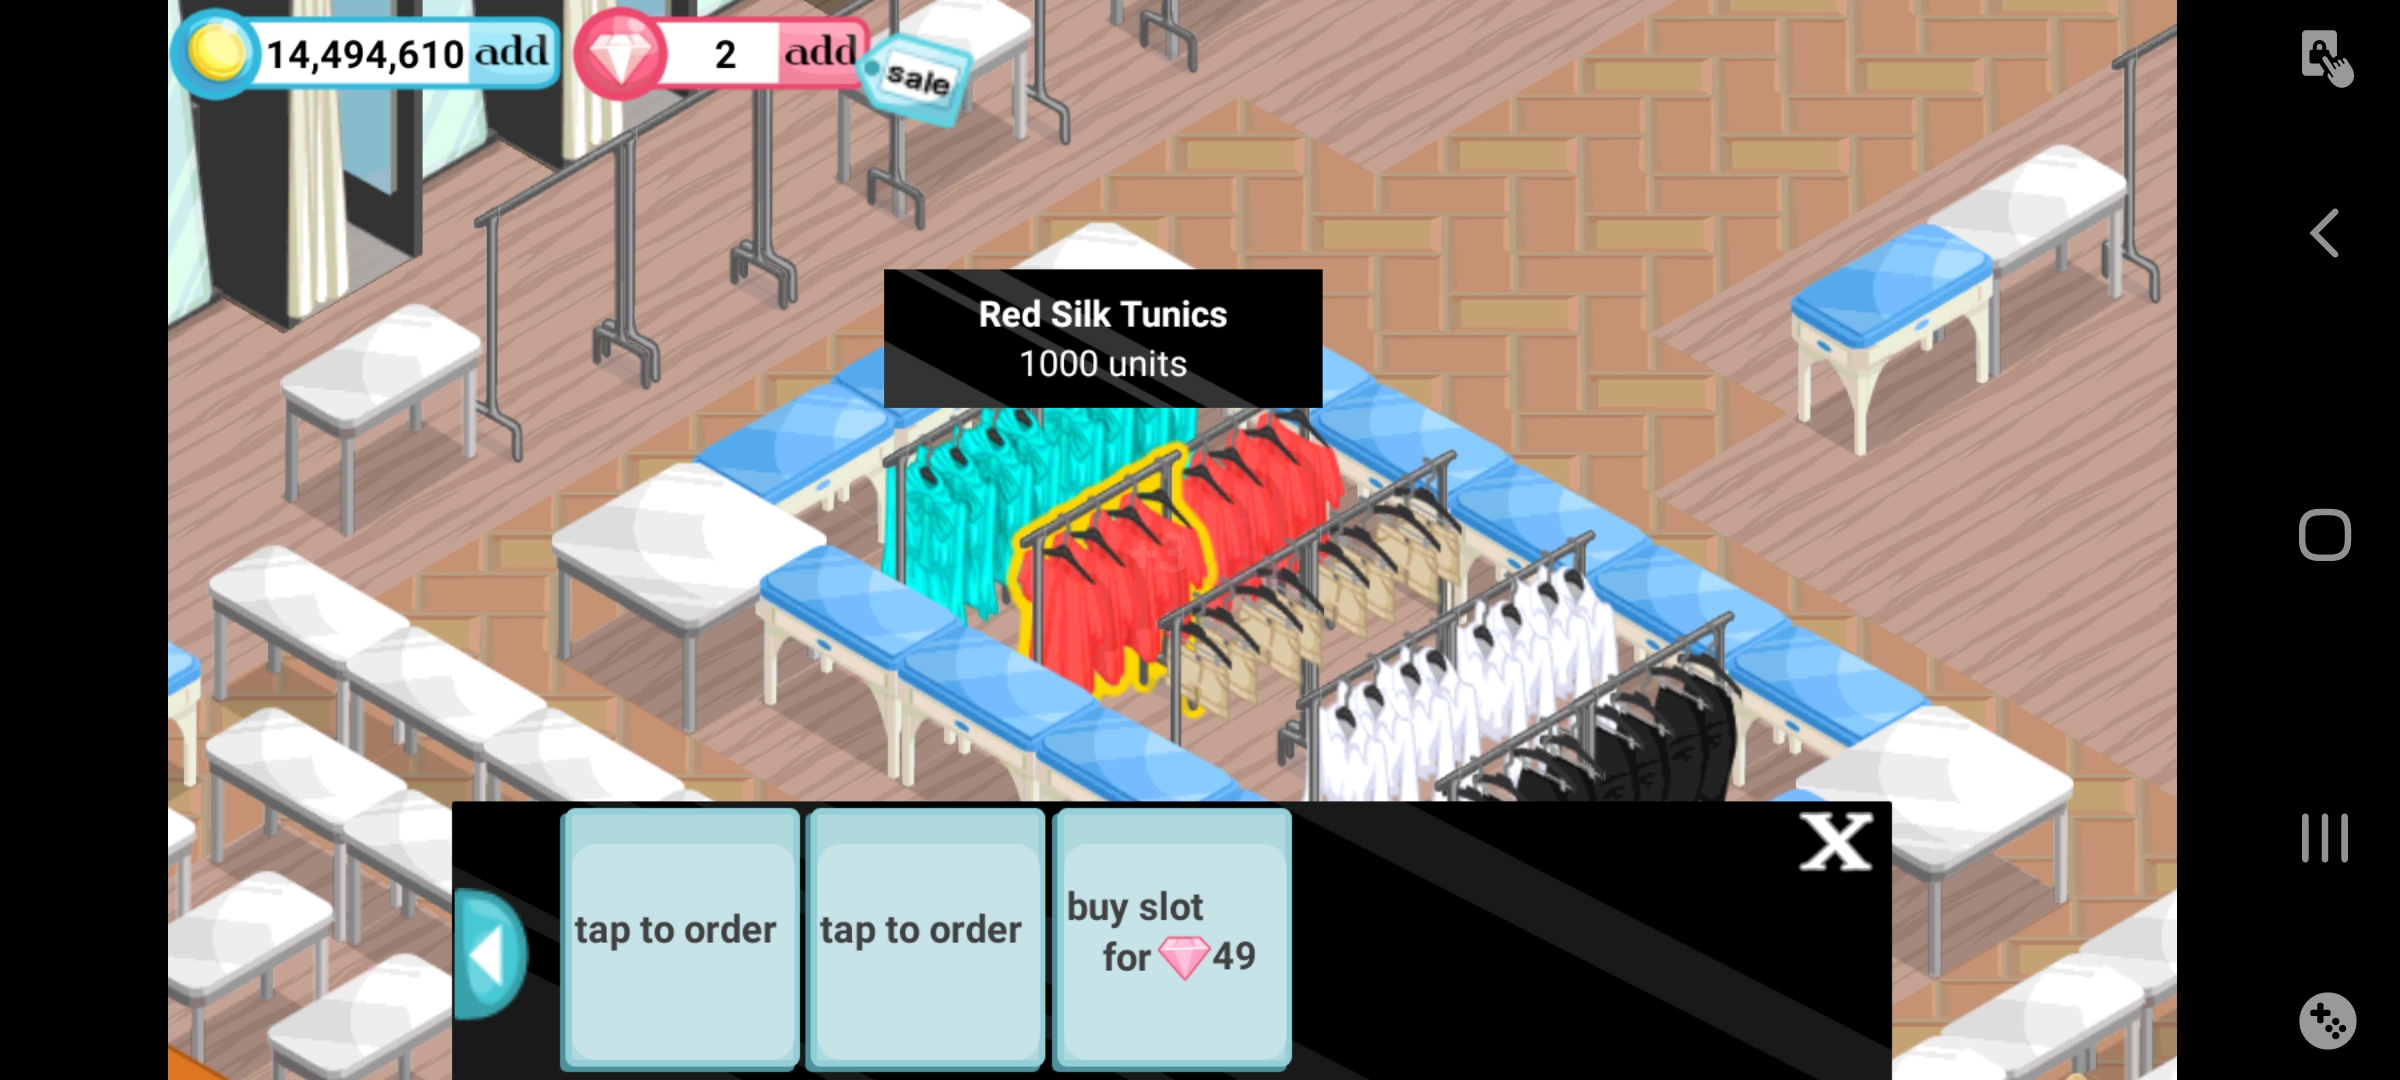 14,494,610 add
2 add
sale
Red Silk Tunics
1000 units
+3
tap to order
tap to order
buy slot
for 49
X